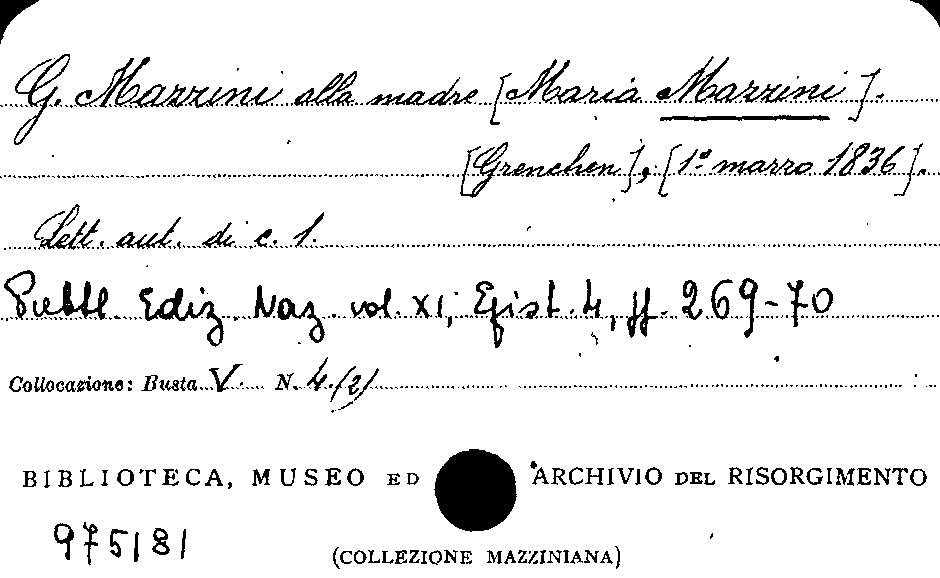 G. Mazzini alla madre [Maria Mazzini].
[Grenchen], [1º marzo 1836].
Lett. aut. di c. 1.
Pubbl. Ediz. Naz. vol. XI, Epist. 4, pp. 269-70
Collocazione: Busta V. N. 4.(2)
BIBLIOTECA, MUSEO ED ARCHIVIO DEL RISORGIMENTO
975181
(COLLEZIONE MAZZINIANA)